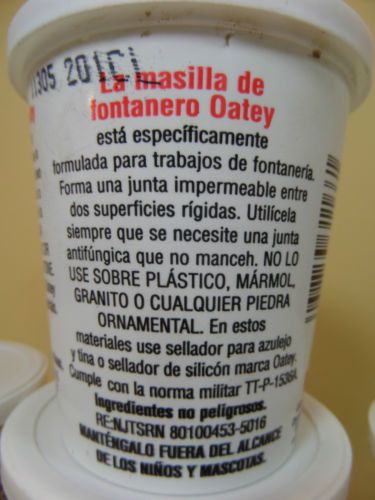 11305 201C1
La masilla de
fontanero Oatey
está específicamente
formulada para trabajos de fontanería.
Forma una junta impermeable entre
dos superficies rígidas. Utilícela
siempre que se necesite una junta
antifúngica que no manceh. NO LO
USE SOBRE PLÁSTICO, MÁRMOL,
GRANITO O CUALQUIER PIEDRA
ORNAMENTAL. En estos
materiales use sellador para azulejo
y tina o sellador de silicón marca Oatey.
Cumple con la norma militar TT-P-1536A.
Ingredientes no peligrosos.
RE:NJTSRN 80100453-5016
MANTÉNGALO FUERA DEL ALCANCE
DE LOS NIÑOS Y MASCOTAS.